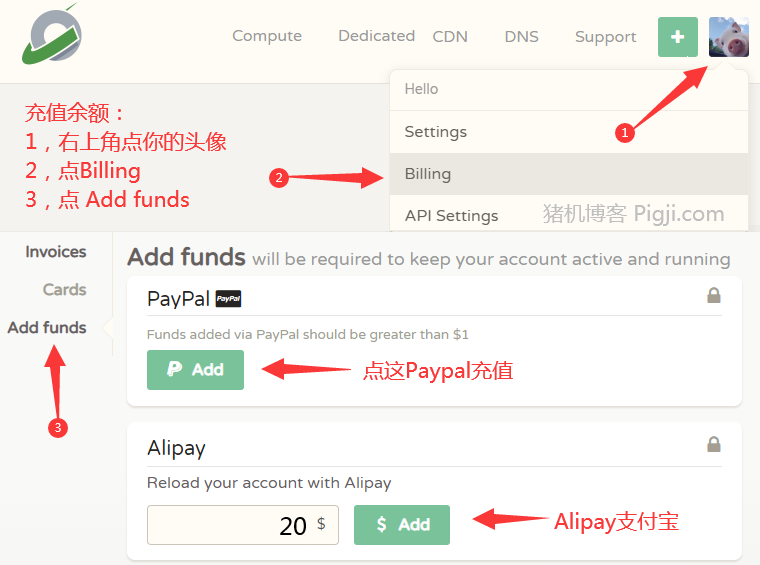 Compute Dedicated CDN DNS Support +
Hello
Settings
Billing
API Settings
充值余额：
1，右上角点你的头像
2，点Billing
3，点 Add funds
1
2
猪机博客 Pigji.com
Invoices
Cards
Add funds
3
Add funds will be required to keep your account active and running
PayPal PayPal
Funds added via PayPal should be greater than $1
Add
点这Paypal充值
Alipay
Reload your account with Alipay
20 $
$ Add
Alipay支付宝